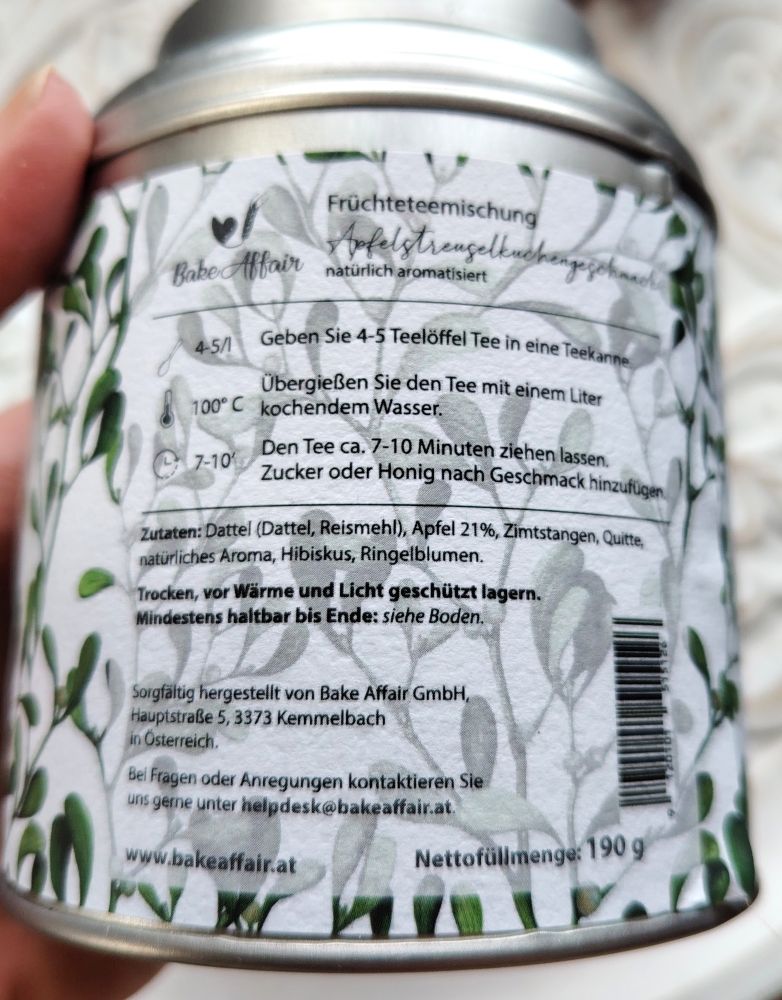 Bake Affair
Früchteteemischung
Apfelstreuselkuchengeschmack
natürlich aromatisiert
4-5/l
Geben Sie 4-5 Teelöffel Tee in eine Teekanne.
100° C
Übergießen Sie den Tee mit einem Liter
kochendem Wasser.
7-10‘
Den Tee ca. 7-10 Minuten ziehen lassen.
Zucker oder Honig nach Geschmack hinzufügen.
Zutaten: Dattel (Dattel, Reismehl), Apfel 21%, Zimtstangen, Quitte,
natürliches Aroma, Hibiskus, Ringelblumen.
Trocken, vor Wärme und Licht geschützt lagern.
Mindestens haltbar bis Ende: siehe Boden.
Sorgfältig hergestellt von Bake Affair GmbH,
Hauptstraße 5, 3373 Kemmelbach
in Österreich.
Bei Fragen oder Anregungen kontaktieren Sie
uns gerne unter helpdesk@bakeaffair.at.
www.bakeaffair.at
Nettofüllmenge: 190 g